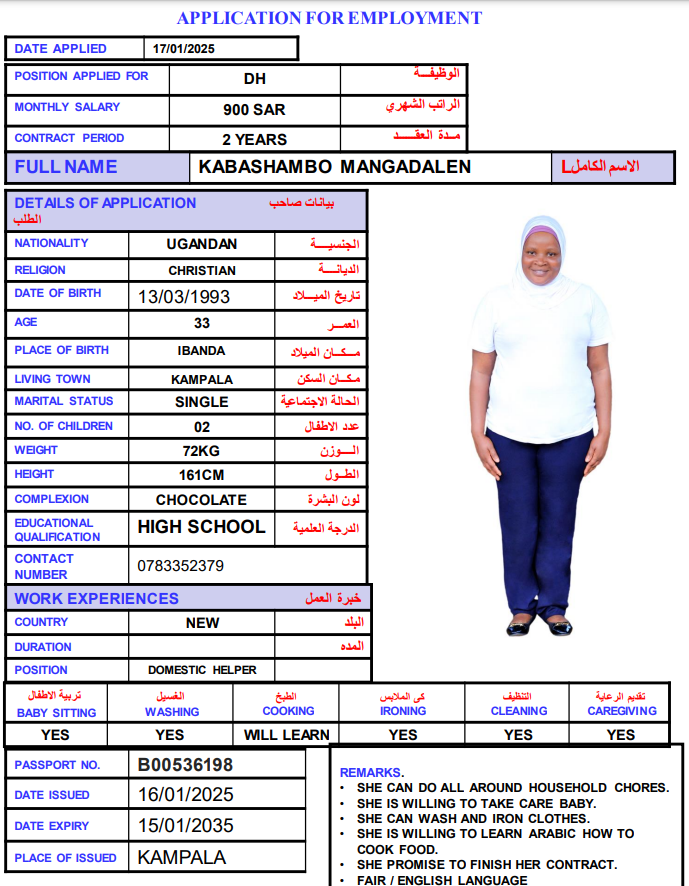 APPLICATION FOR EMPLOYMENT
DATE APPLIED 17/01/2025
POSITION APPLIED FOR DH الوظيفـــة
MONTHLY SALARY 900 SAR الراتب الشهري
CONTRACT PERIOD 2 YEARS مـدة العقـــد
FULL NAME KABASHAMBO MANGADALEN الاسم الكاملL
DETAILS OF APPLICATION بيانات صاحب
الطلب
NATIONALITY UGANDAN الجنسيـــة
RELIGION CHRISTIAN الديانـــة
DATE OF BIRTH 13/03/1993 تاريخ الميـــلاد
AGE 33 العمــر
PLACE OF BIRTH IBANDA مـكـــان الميلاد
LIVING TOWN KAMPALA مكـــان السكن
MARITAL STATUS SINGLE الحالة الاجتماعية
NO. OF CHILDREN 02 عدد الاطفال
WEIGHT 72KG الـــوزن
HEIGHT 161CM الطــول
COMPLEXION CHOCOLATE لون البشرة
EDUCATIONAL QUALIFICATION HIGH SCHOOL الدرجة العلمية
CONTACT NUMBER 0783352379
WORK EXPERIENCES خبرة العمل
COUNTRY NEW البلد
DURATION المده
POSITION DOMESTIC HELPER
تربية الاطفال الغسيل الطبخ كى الملابس التنظيف تقديم الرعاية
BABY SITTING WASHING COOKING IRONING CLEANING CAREGIVING
YES YES WILL LEARN YES YES YES
PASSPORT NO. B00536198
DATE ISSUED 16/01/2025
DATE EXPIRY 15/01/2035
PLACE OF ISSUED KAMPALA
REMARKS.
• SHE CAN DO ALL AROUND HOUSEHOLD CHORES.
• SHE IS WILLING TO TAKE CARE BABY.
• SHE CAN WASH AND IRON CLOTHES.
• SHE IS WILLING TO LEARN ARABIC HOW TO
COOK FOOD.
• SHE PROMISE TO FINISH HER CONTRACT.
• FAIR / ENGLISH LANGUAGE